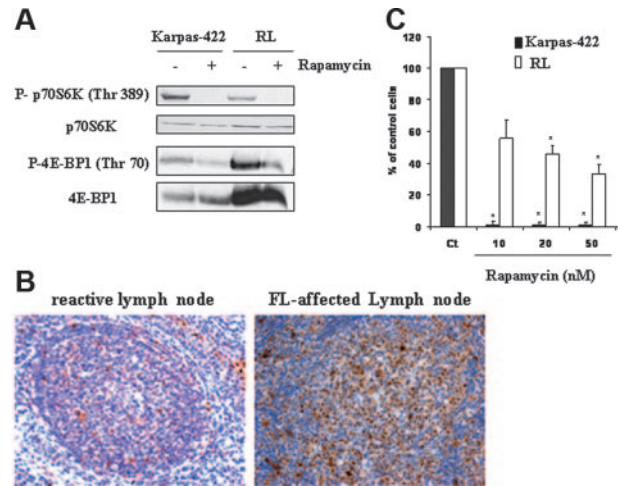 A
Karpas-422 RL
- + - + Rapamycin
P- p70S6K (Thr 389)
p70S6K
P-4E-BP1 (Thr 70)
4E-BP1
C
Karpas-422
RL
120
100
80
60
40
20
0
% of control cells
* * * * *
Ct 10 20 50
Rapamycin (nM)
B
reactive lymph node FL-affected Lymph node